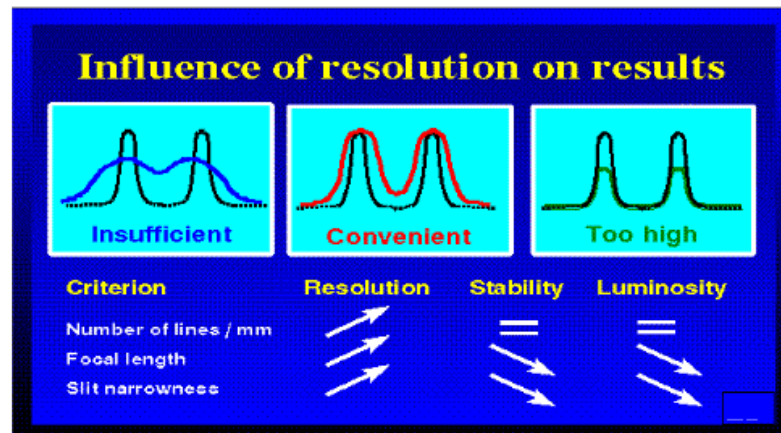 Influence of resolution on results
Insufficient
Convenient
Too high
Criterion Resolution Stability Luminosity
Number of lines / mm = =
Focal length
Slit narrowness